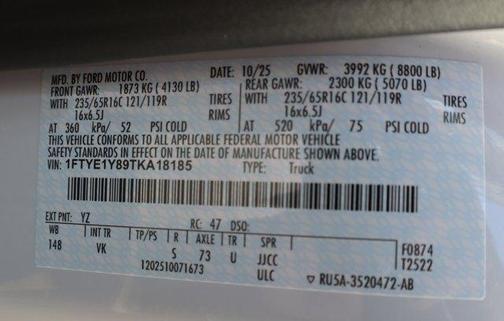 MFD. BY FORD MOTOR CO. DATE: 10/25 GVWR: 3992 KG ( 8800 LB)
FRONT GAWR: 1873 KG ( 4130 LB) REAR GAWR: 2300 KG ( 5070 LB)
WITH 235/65R16C 121/119R TIRES WITH 235/65R16C 121/119R TIRES
16x6.5J RIMS 16x6.5J RIMS
AT 360 kPa/ 52 PSI COLD AT 520 kPa/ 75 PSI COLD
THIS VEHICLE CONFORMS TO ALL APPLICABLE FEDERAL MOTOR VEHICLE
SAFETY STANDARDS IN EFFECT ON THE DATE OF MANUFACTURE SHOWN ABOVE.
VIN: 1FTYE1Y89TKA18185 TYPE: Truck
EXT PNT: YZ RC: 47 DSO:
WB INT TR TP/PS R AXLE TR SPR F0874
148 VK S 73 U JJCC T2522
1202510071673 ULC ▽ RU5A-3520472-AB